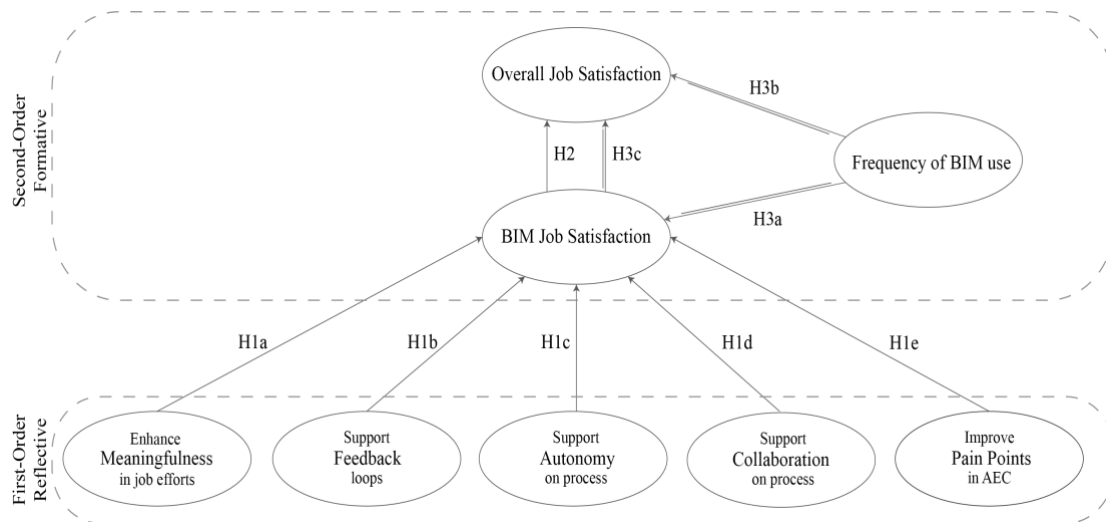 Second-Order
Formative
Overall Job Satisfaction
H3b
H2
H3c
Frequency of BIM use
H3a
BIM Job Satisfaction
H1a
H1b
H1c
H1d
H1e
First-Order
Reflective
Enhance
Meaningfulness
in job efforts
Support
Feedback
loops
Support
Autonomy
on process
Support
Collaboration
on process
Improve
Pain Points
in AEC